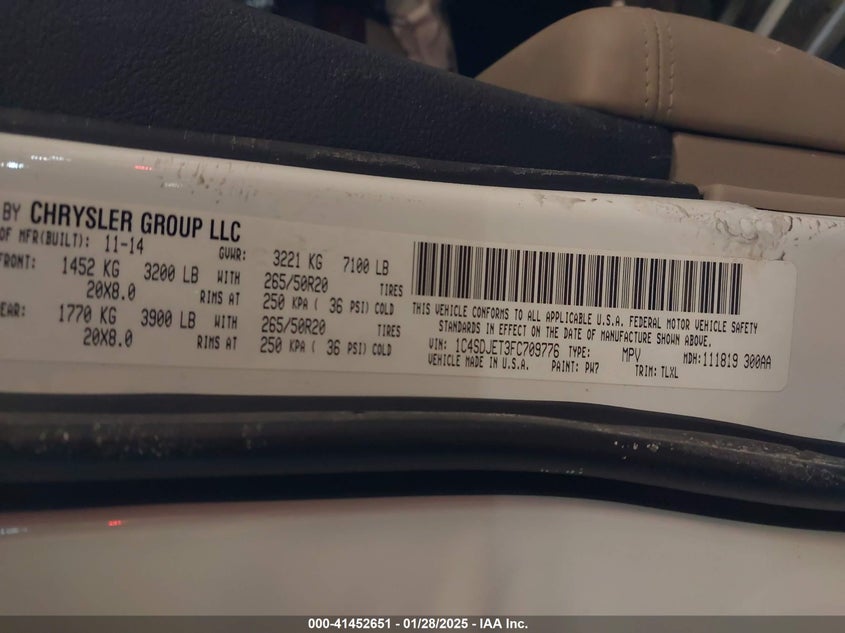 BY CHRYSLER GROUP LLC
OF MFR(BUILT): 11-14 GVWR: 3221 KG 7100 LB
FRONT: 1452 KG 3200 LB WITH 265/50R20 TIRES
20X8.0 RIMS AT 250 KPA ( 36 PSI) COLD
EAR: 1770 KG 3900 LB WITH 265/50R20 TIRES
20X8.0 RIMS AT 250 KPA ( 36 PSI) COLD
THIS VEHICLE CONFORMS TO ALL APPLICABLE U.S.A. FEDERAL MOTOR VEHICLE SAFETY
STANDARDS IN EFFECT ON THE DATE OF MANUFACTURE SHOWN ABOVE.
VIN: 1C4SDJET3FC709776 TYPE: MPV MDH: 111819 300AA
VEHICLE MADE IN U.S.A. PAINT: PW7 TRIM: TLXL
000-41452651 - 01/28/2025 - IAA Inc.